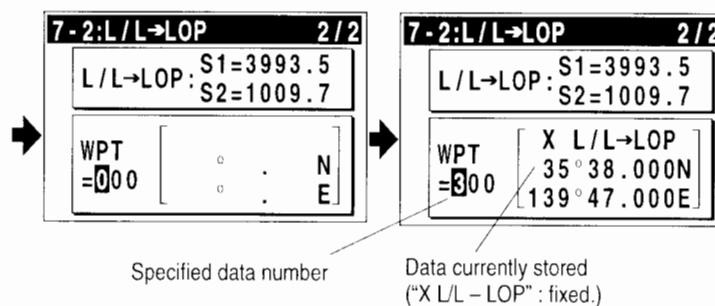 7-2:L/L→LOP 2/2
L/L→LOP: S1=3993.5
S2=1009.7
WPT
=000
° . N
° . E
7-2:L/L→LOP 2/2
L/L→LOP: S1=3993.5
S2=1009.7
WPT
=300
X L/L→LOP
35°38.000N
139°47.000E
Specified data number
Data currently stored
("X L/L – LOP" : fixed.)